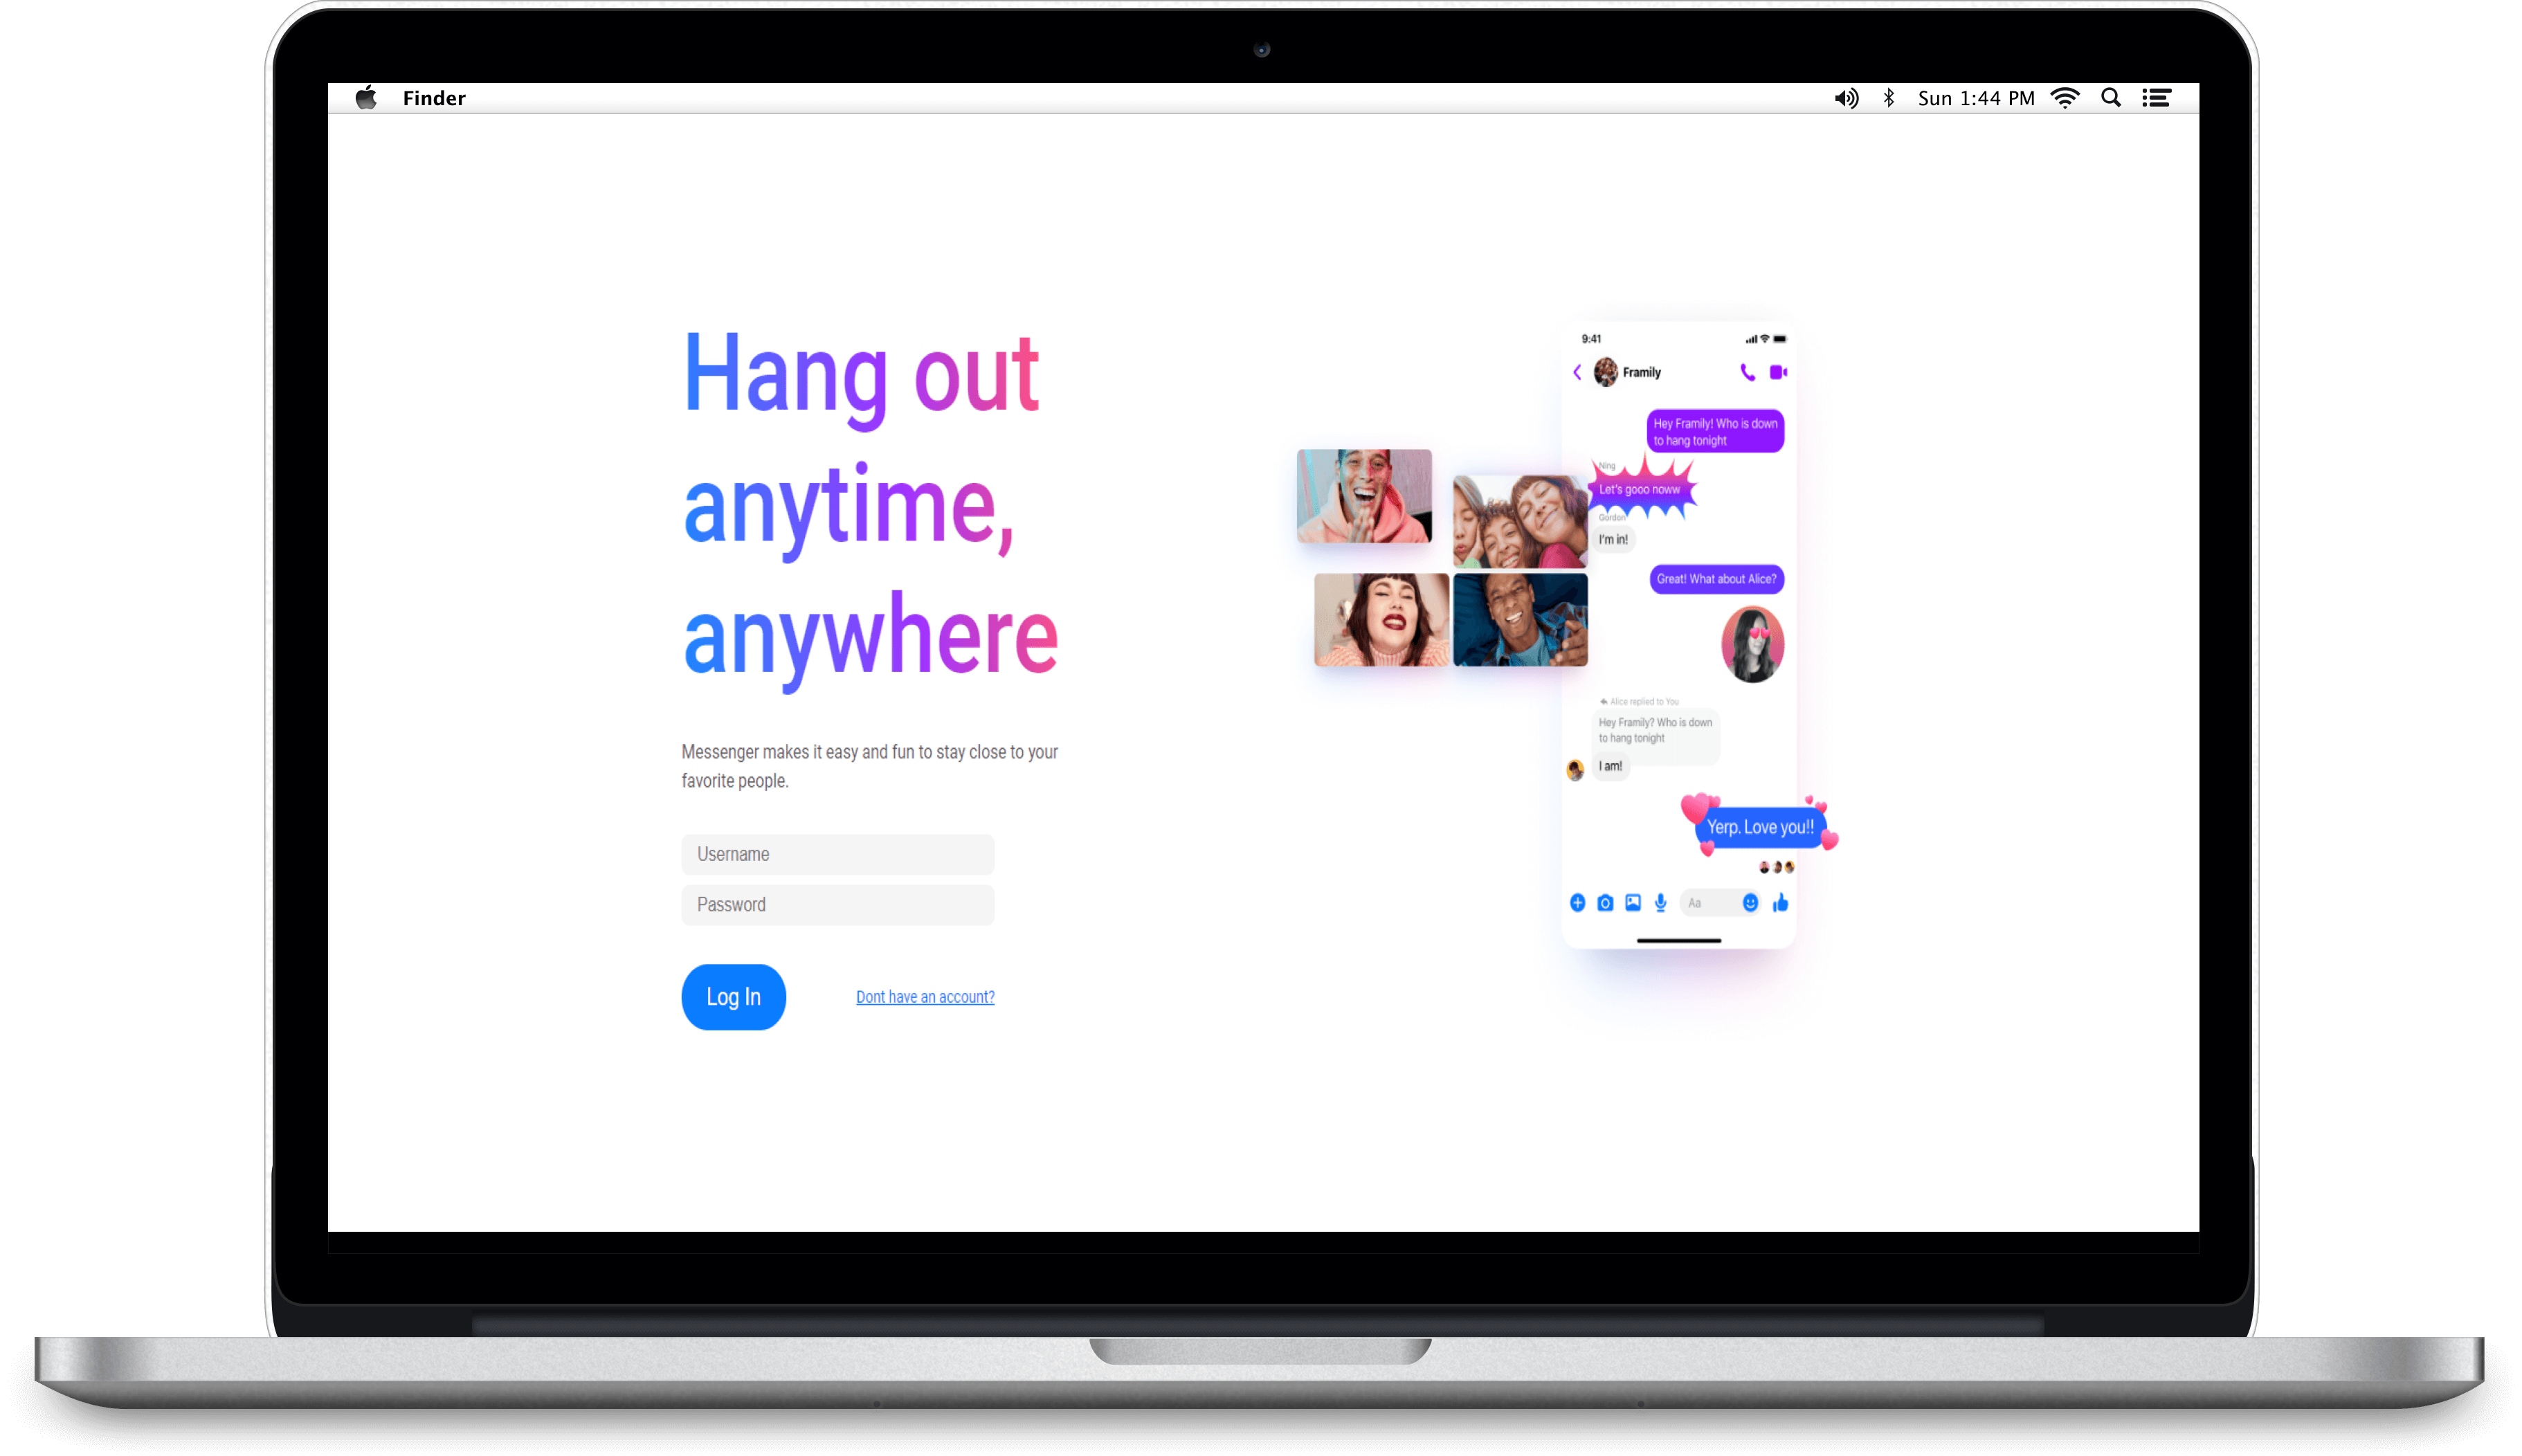 Finder
Sun 1:44 PM
Hang out
anytime,
anywhere
Messenger makes it easy and fun to stay close to your
favorite people.
Username
Password
Log In
Dont have an account?
9:41
Framily
Hey Framily! Who is down
to hang tonight
Ning
Let's gooo noww
Gordon
I'm in!
Great! What about Alice?
Alice replied to You
Hey Framily? Who is down
to hang tonight
I am!
Yerp. Love you!!
Aa